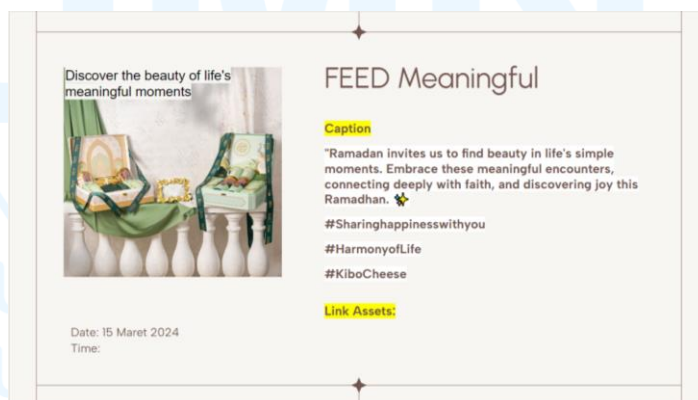 Discover the beauty of life's
meaningful moments
FEED Meaningful
Caption
"Ramadan invites us to find beauty in life's simple
moments. Embrace these meaningful encounters,
connecting deeply with faith, and discovering joy this
Ramadhan. ✨
#Sharinghappinesswithyou
#HarmonyofLife
#KiboCheese
Link Assets:
Date: 15 Maret 2024
Time: